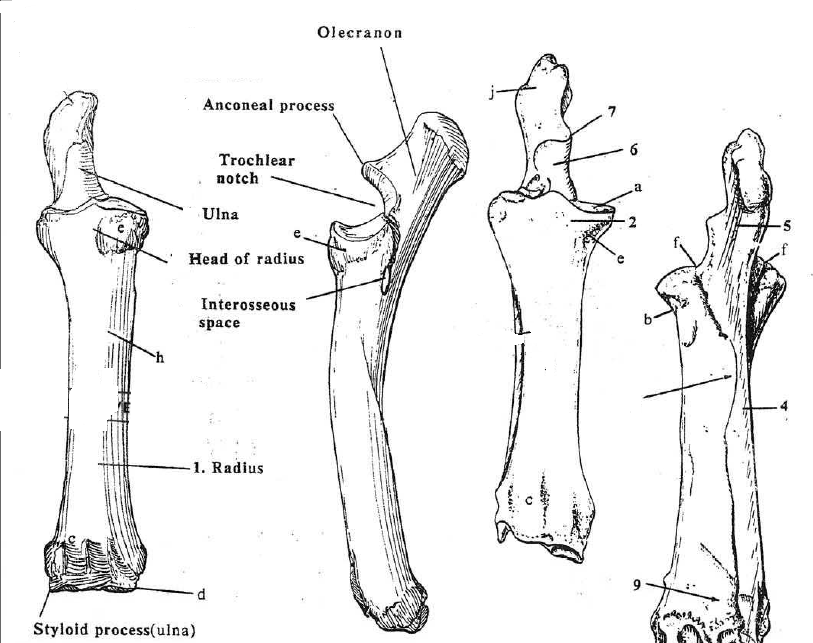 Olecranon
j
Anconeal process
7
6
Trochlear
notch
a
Ulna
2
5
e
e
Head of radius
e
f
f
Interosseous
space
b
h
4
1. Radius
c
c
9
d
Styloid process(ulna)